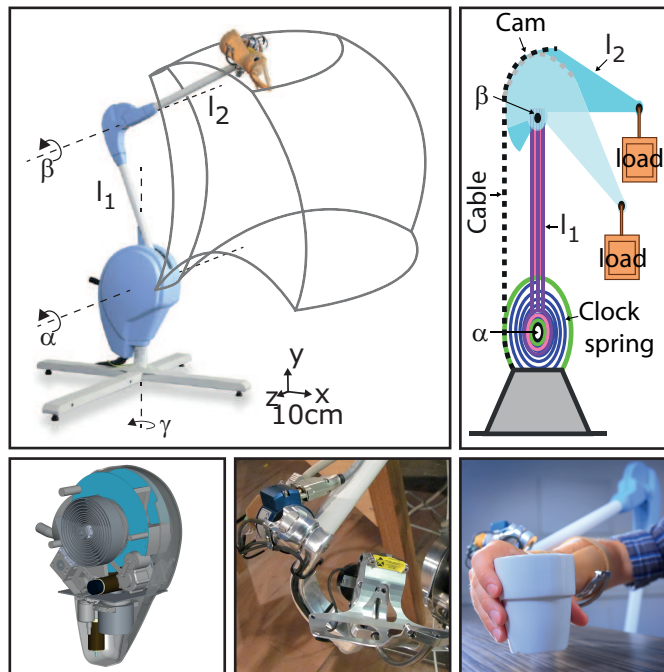 l2
β
l1
α
y
z
x
10cm
γ
Cam
l2
β
load
Cable
l1
load
α
Clock
spring